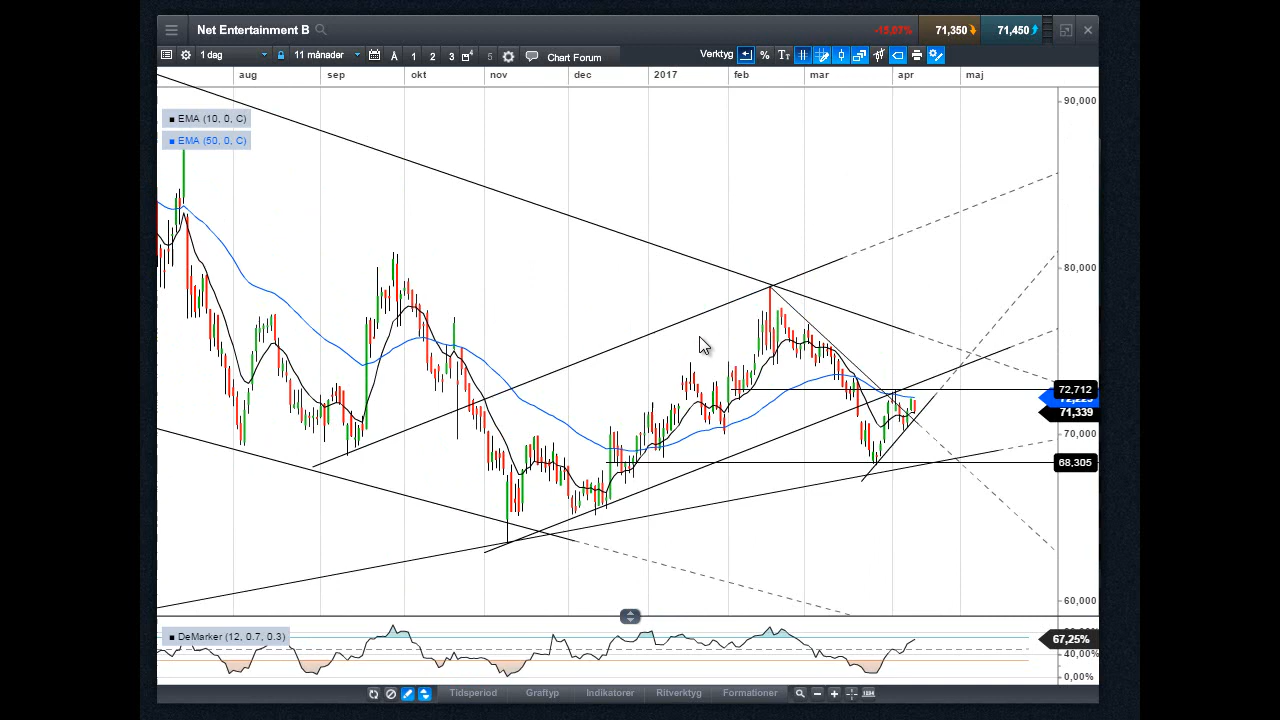 Net Entertainment B -15,07% 71,350 71,450
1 dag 11 månader A 1 2 3 4 5 Chart Forum Verktyg % Tт
aug sep okt nov dec 2017 feb mar apr maj
90,000
EMA (10, 0, C)
EMA (50, 0, C)
80,000
72,712
71,339
70,000
68,305
60,000
DeMarker (12, 0.7, 0.3)
67,25%
40,00%
0,00%
Tidsperiod Graftyp Indikatorer Ritverktyg Formationer